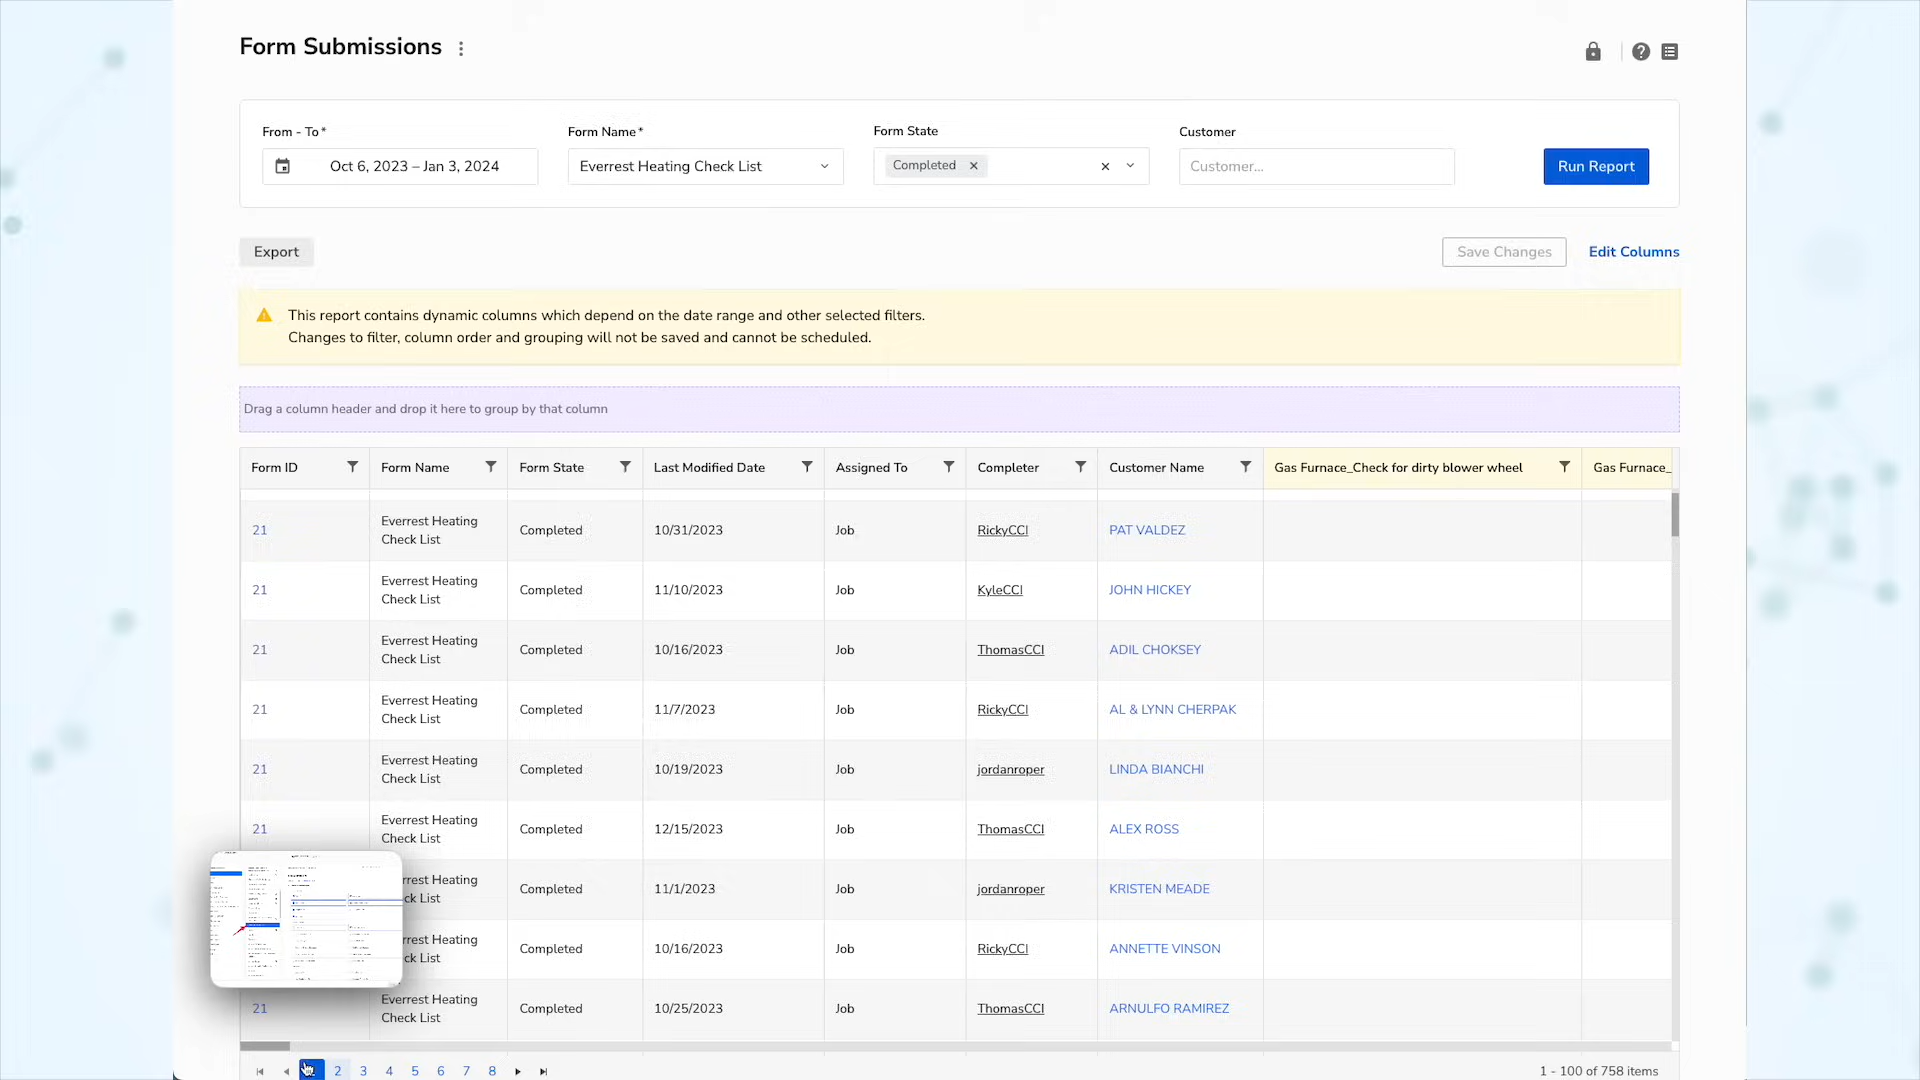 Form Submissions
From - To*
Form Name*
Form State
Customer
Oct 6, 2023 – Jan 3, 2024
Everrest Heating Check List
Completed
Customer...
Run Report
Export
Save Changes
Edit Columns
This report contains dynamic columns which depend on the date range and other selected filters.
Changes to filter, column order and grouping will not be saved and cannot be scheduled.
Drag a column header and drop it here to group by that column
Form ID Form Name Form State Last Modified Date Assigned To Completer Customer Name Gas Furnace_Check for dirty blower wheel Gas Furnace_
21 Everrest Heating Completed 10/31/2023 Job RickyCCI PAT VALDEZ
Check List
21 Everrest Heating Completed 11/10/2023 Job KyleCCI JOHN HICKEY
Check List
21 Everrest Heating Completed 10/16/2023 Job ThomasCCI ADIL CHOKSEY
Check List
21 Everrest Heating Completed 11/7/2023 Job RickyCCI AL & LYNN CHERPAK
Check List
21 Everrest Heating Completed 10/19/2023 Job jordanroper LINDA BIANCHI
Check List
21 Everrest Heating Completed 12/15/2023 Job ThomasCCI ALEX ROSS
Check List
rrest Heating Completed 11/1/2023 Job jordanroper KRISTEN MEADE
ck List
rrest Heating Completed 10/16/2023 Job RickyCCI ANNETTE VINSON
ck List
21 Everrest Heating Completed 10/25/2023 Job ThomasCCI ARNULFO RAMIREZ
Check List
2 3 4 5 6 7 8
1 - 100 of 758 items